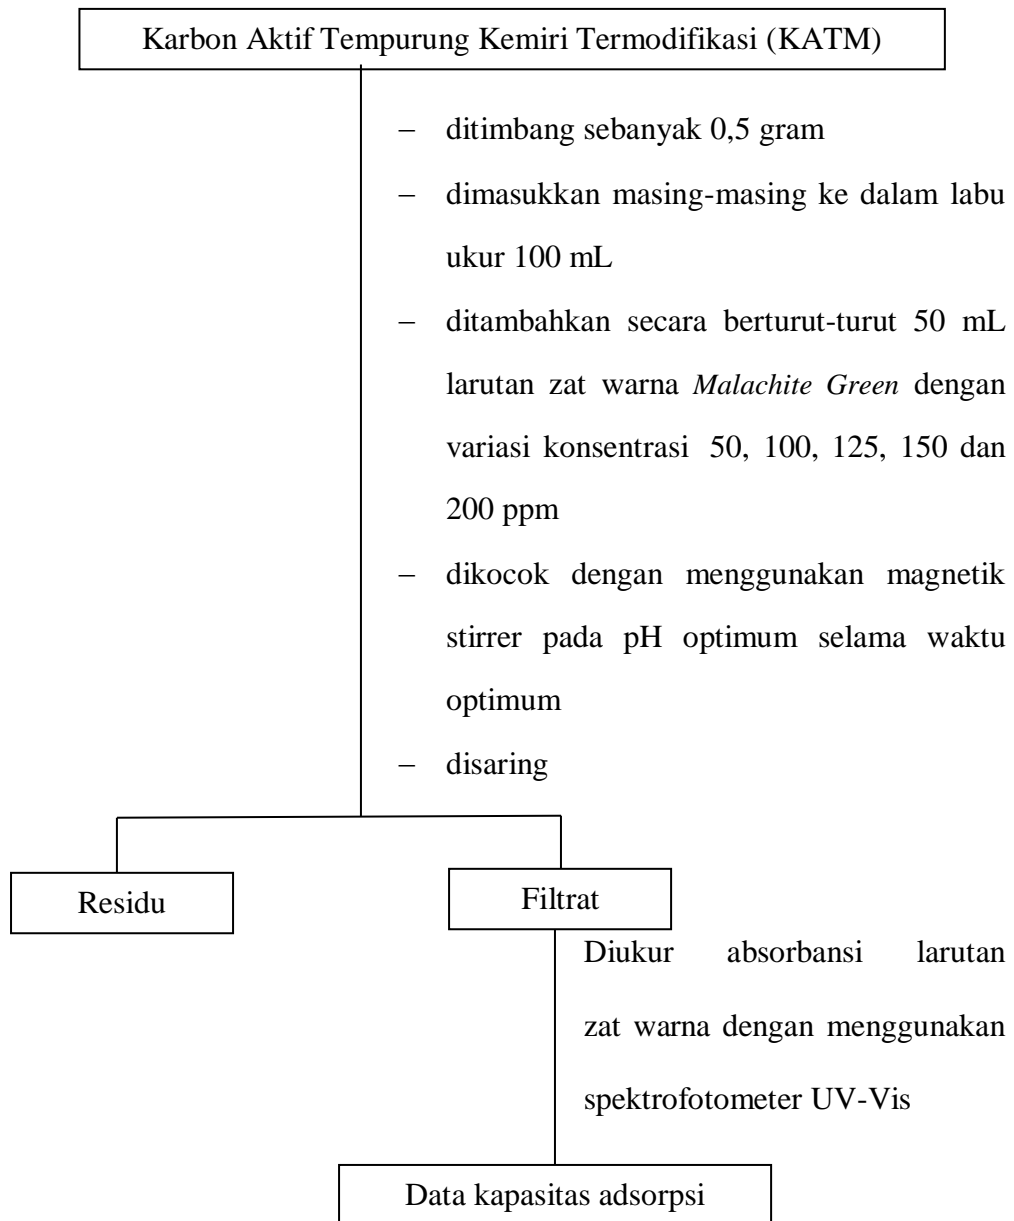 Karbon Aktif Tempurung Kemiri Termodifikasi (KATM)
– ditimbang sebanyak 0,5 gram
– dimasukkan masing-masing ke dalam labu
ukur 100 mL
– ditambahkan secara berturut-turut 50 mL
larutan zat warna Malachite Green dengan
variasi konsentrasi 50, 100, 125, 150 dan
200 ppm
– dikocok dengan menggunakan magnetik
stirrer pada pH optimum selama waktu
optimum
– disaring
Residu
Filtrat
Diukur absorbansi larutan
zat warna dengan menggunakan
spektrofotometer UV-Vis
Data kapasitas adsorpsi